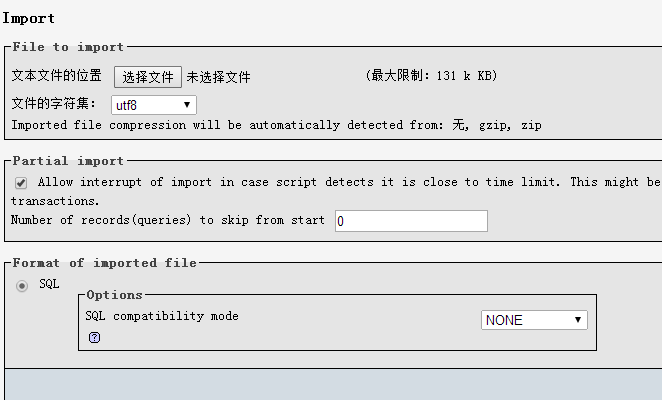 Import
File to import
文本文件的位置 选择文件 未选择文件 (最大限制：131 k KB)
文件的字符集： utf8
Imported file compression will be automatically detected from: 无, gzip, zip
Partial import
Allow interrupt of import in case script detects it is close to time limit. This might be
transactions.
Number of records(queries) to skip from start 0
Format of imported file
SQL
Options
SQL compatibility mode NONE
?